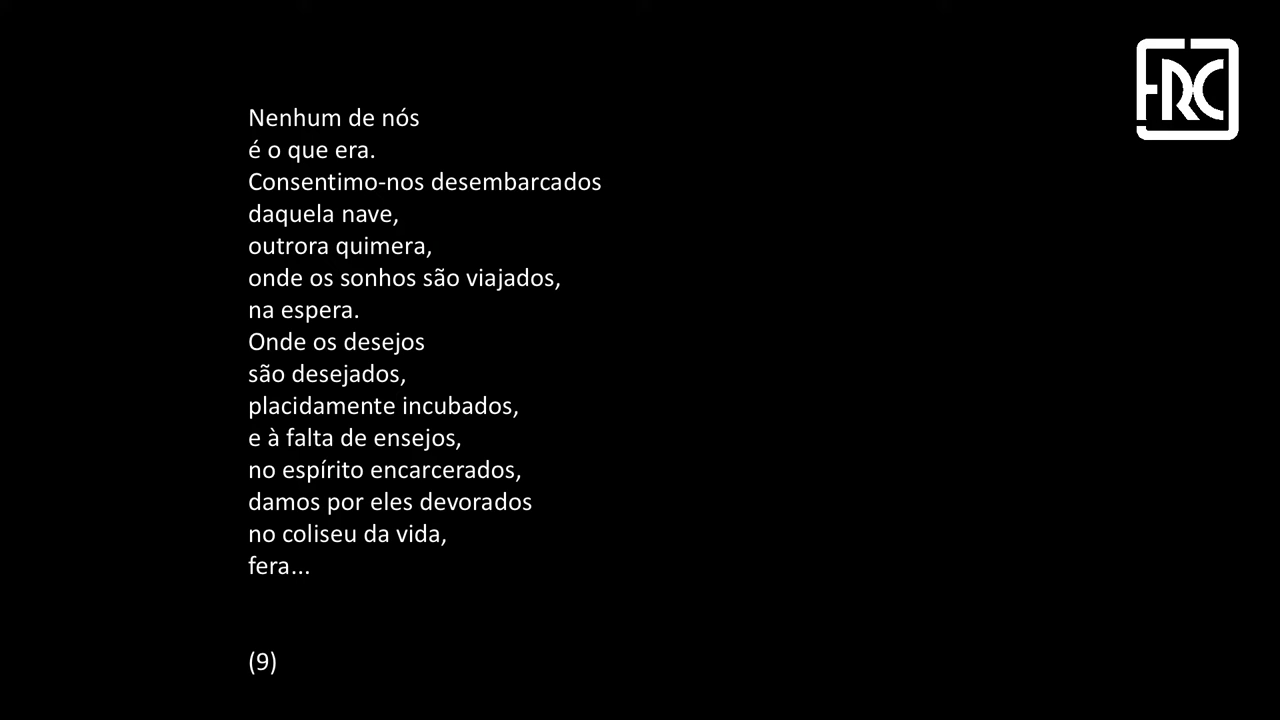 FRC
Nenhum de nós
é o que era.
Consentimo-nos desembarcados
daquela nave,
outrora quimera,
onde os sonhos são viajados,
na espera.
Onde os desejos
são desejados,
placidamente incubados,
e à falta de ensejos,
no espírito encarcerados,
damos por eles devorados
no coliseu da vida,
fera...
(9)